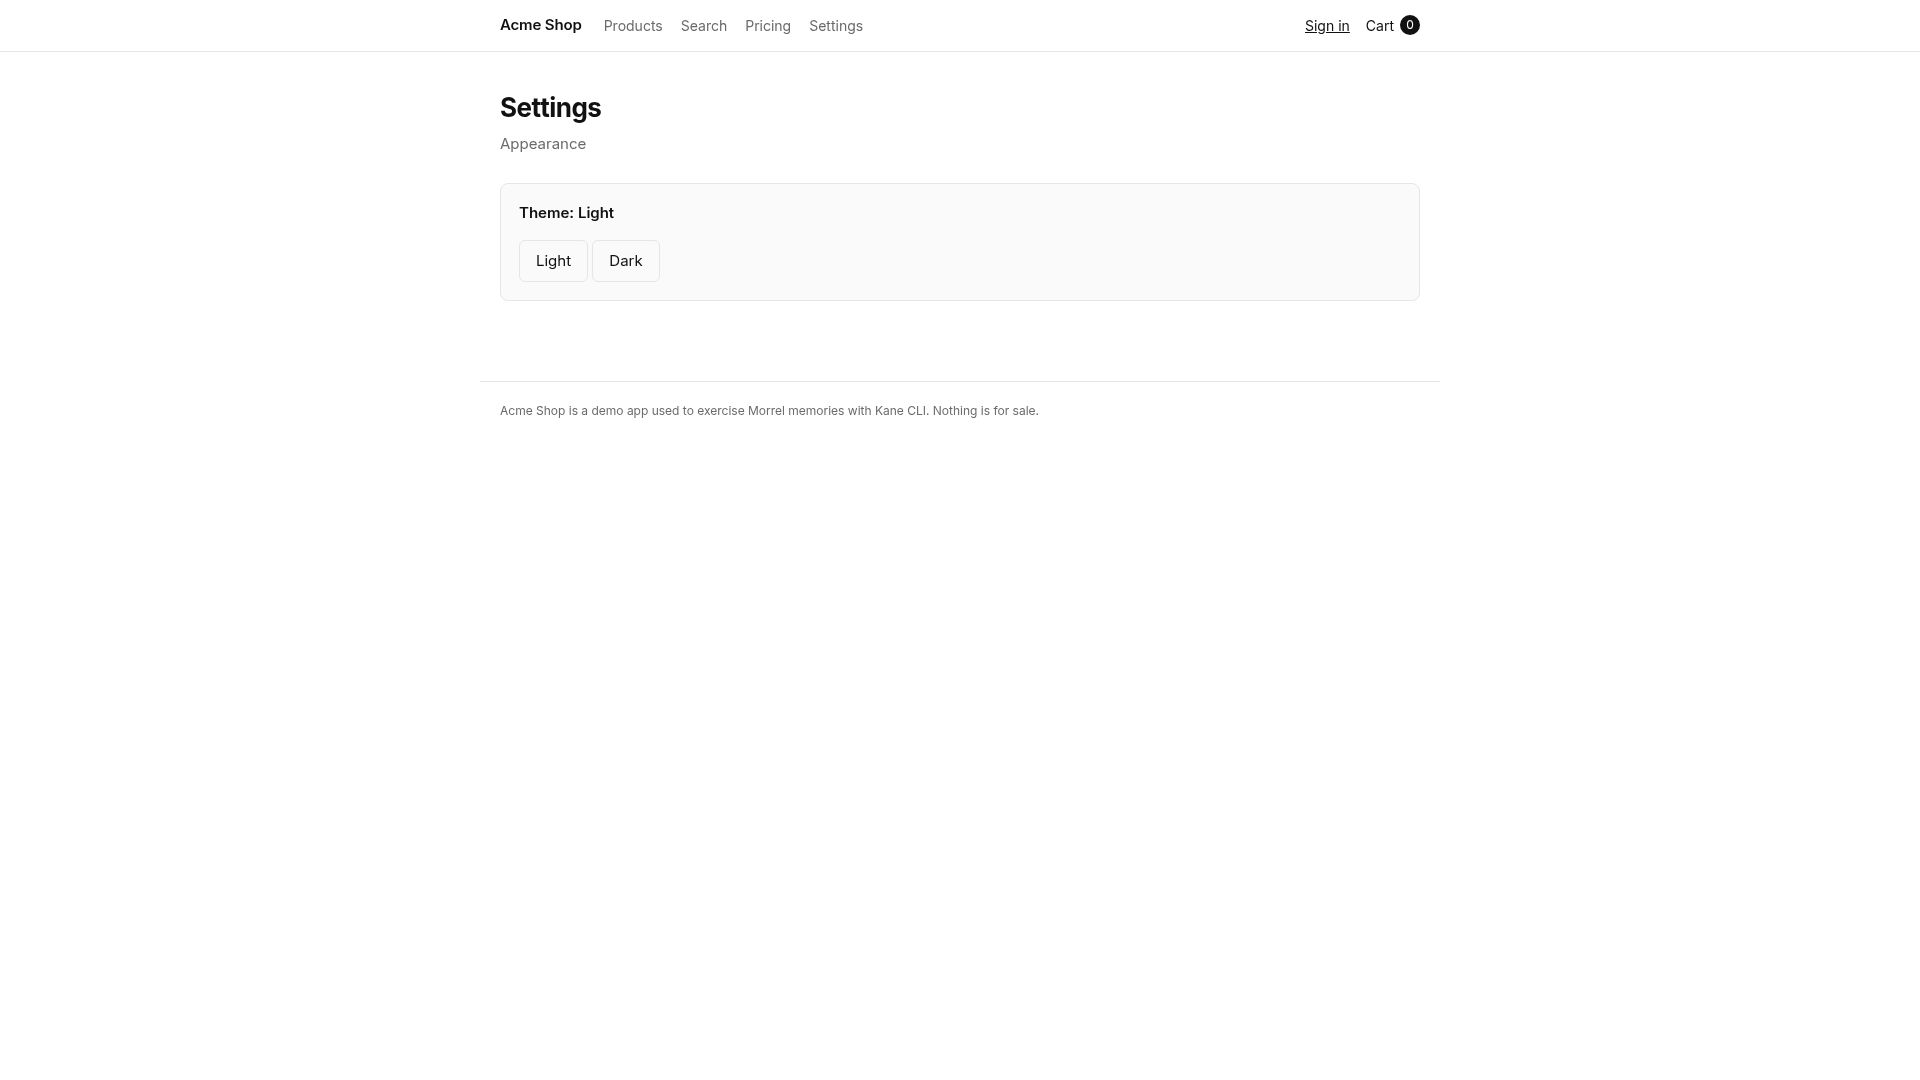 Acme Shop Products Search Pricing Settings Sign in Cart 0
Settings
Appearance
Theme: Light
Light Dark
Acme Shop is a demo app used to exercise Morrel memories with Kane CLI. Nothing is for sale.